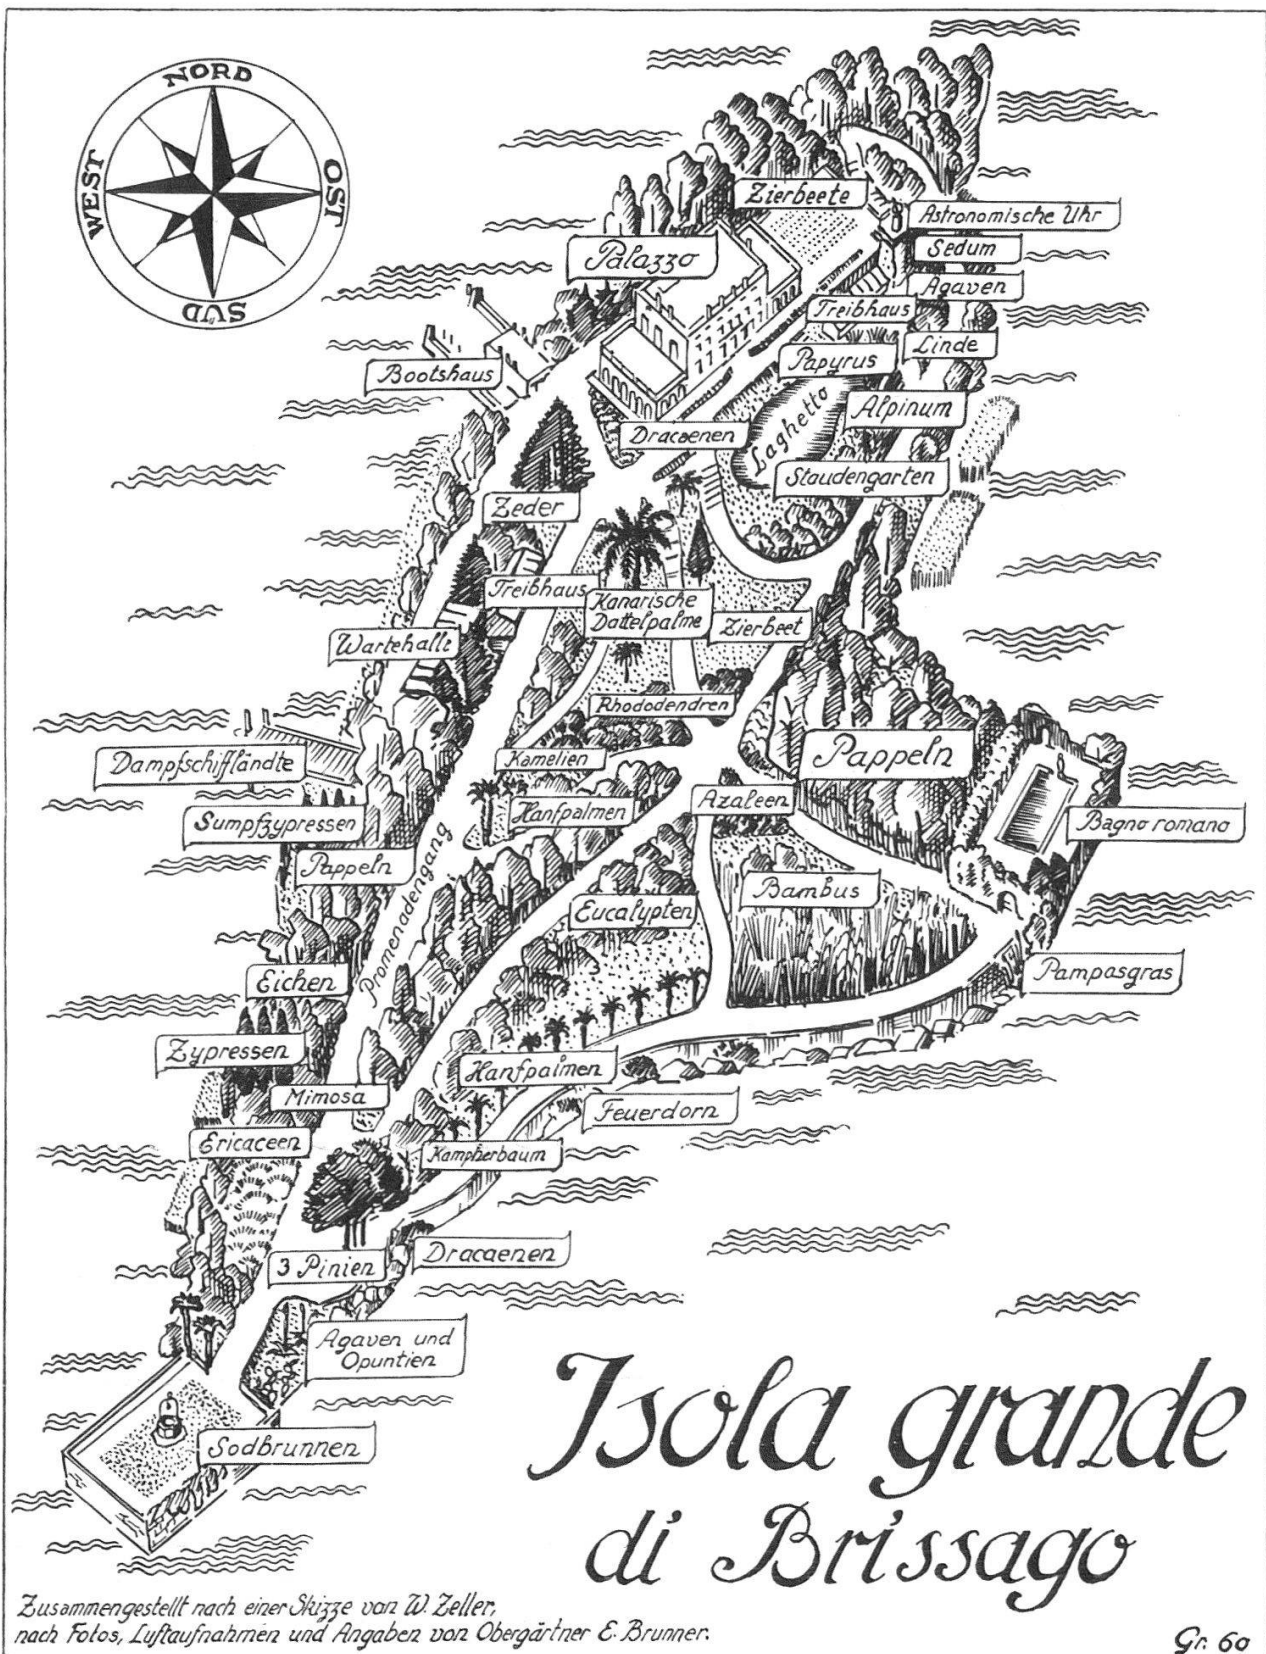 NORD
WEST
OST
SUD
Zierbeete
Astronomische Uhr
Palazzo
Sedum
Agaven
Treibhaus
Linde
Papyrus
Bootshaus
Laghetto
Alpinum
Dracaenen
Staudengarten
Zeder
Treibhaus
Kanarische
Dattelpalme
Zierbeet
Wartehalle
Rhododendren
Dampfschiffländte
Kamelien
Pappeln
Azaleen
Hanfpalmen
Sumpfzypressen
Bagno romano
Pappeln
Promenadengang
Bambus
Eucalypten
Eichen
Pampasgras
Zypressen
Hanfpalmen
Mimosa
Feuerdorn
Ericaceen
Kampherbaum
3 Pinien
Dracaenen
Agaven und
Opuntien
Sodbrunnen
Isola grande
di Brissago
Zusammengestellt nach einer Skizze von W. Zeller,
nach Fotos, Luftaufnahmen und Angaben von Obergärtner E. Brunner.
Gr. 60